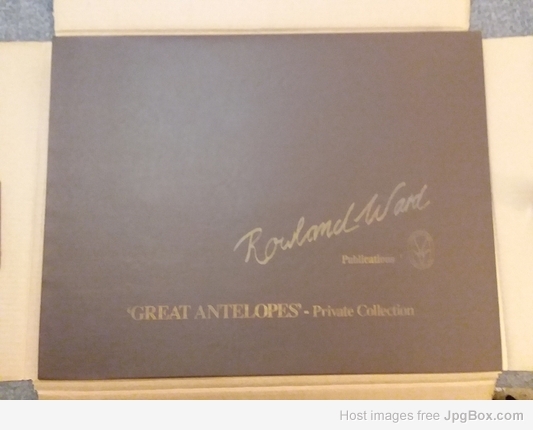 Rowland Ward
Publications
'GREAT ANTELOPES' - Private Collection
Host images free JpgBox.com